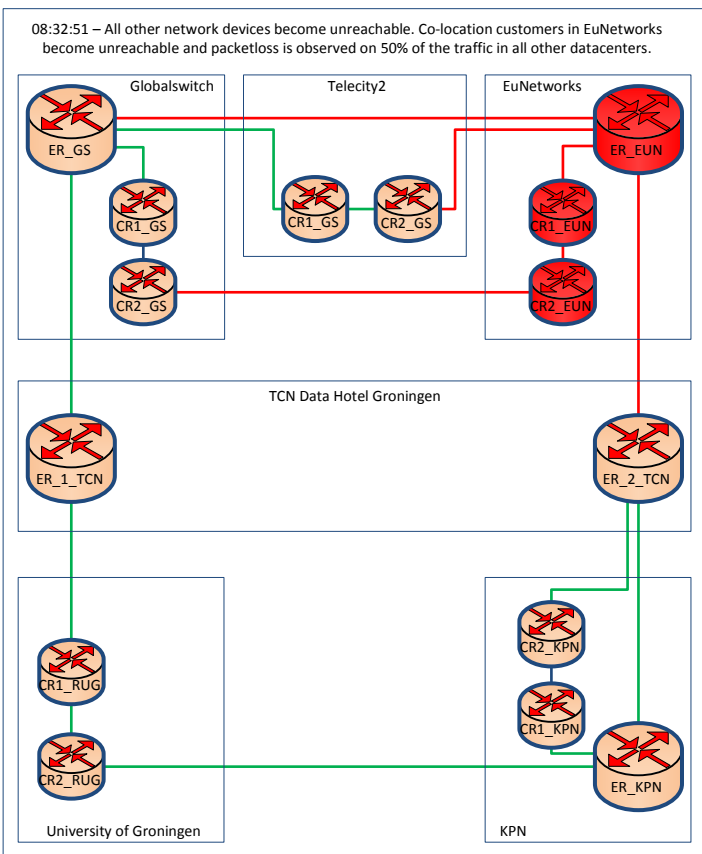 08:32:51 – All other network devices become unreachable. Co-location customers in EuNetworks
become unreachable and packetloss is observed on 50% of the traffic in all other datacenters.
Globalswitch
Telecity2
EuNetworks
ER_GS
ER_EUN
CR1_GS
CR1_GS
CR2_GS
CR1_EUN
CR2_GS
CR2_EUN
TCN Data Hotel Groningen
ER_1_TCN
ER_2_TCN
CR2_KPN
CR1_RUG
CR1_KPN
CR2_RUG
ER_KPN
University of Groningen
KPN